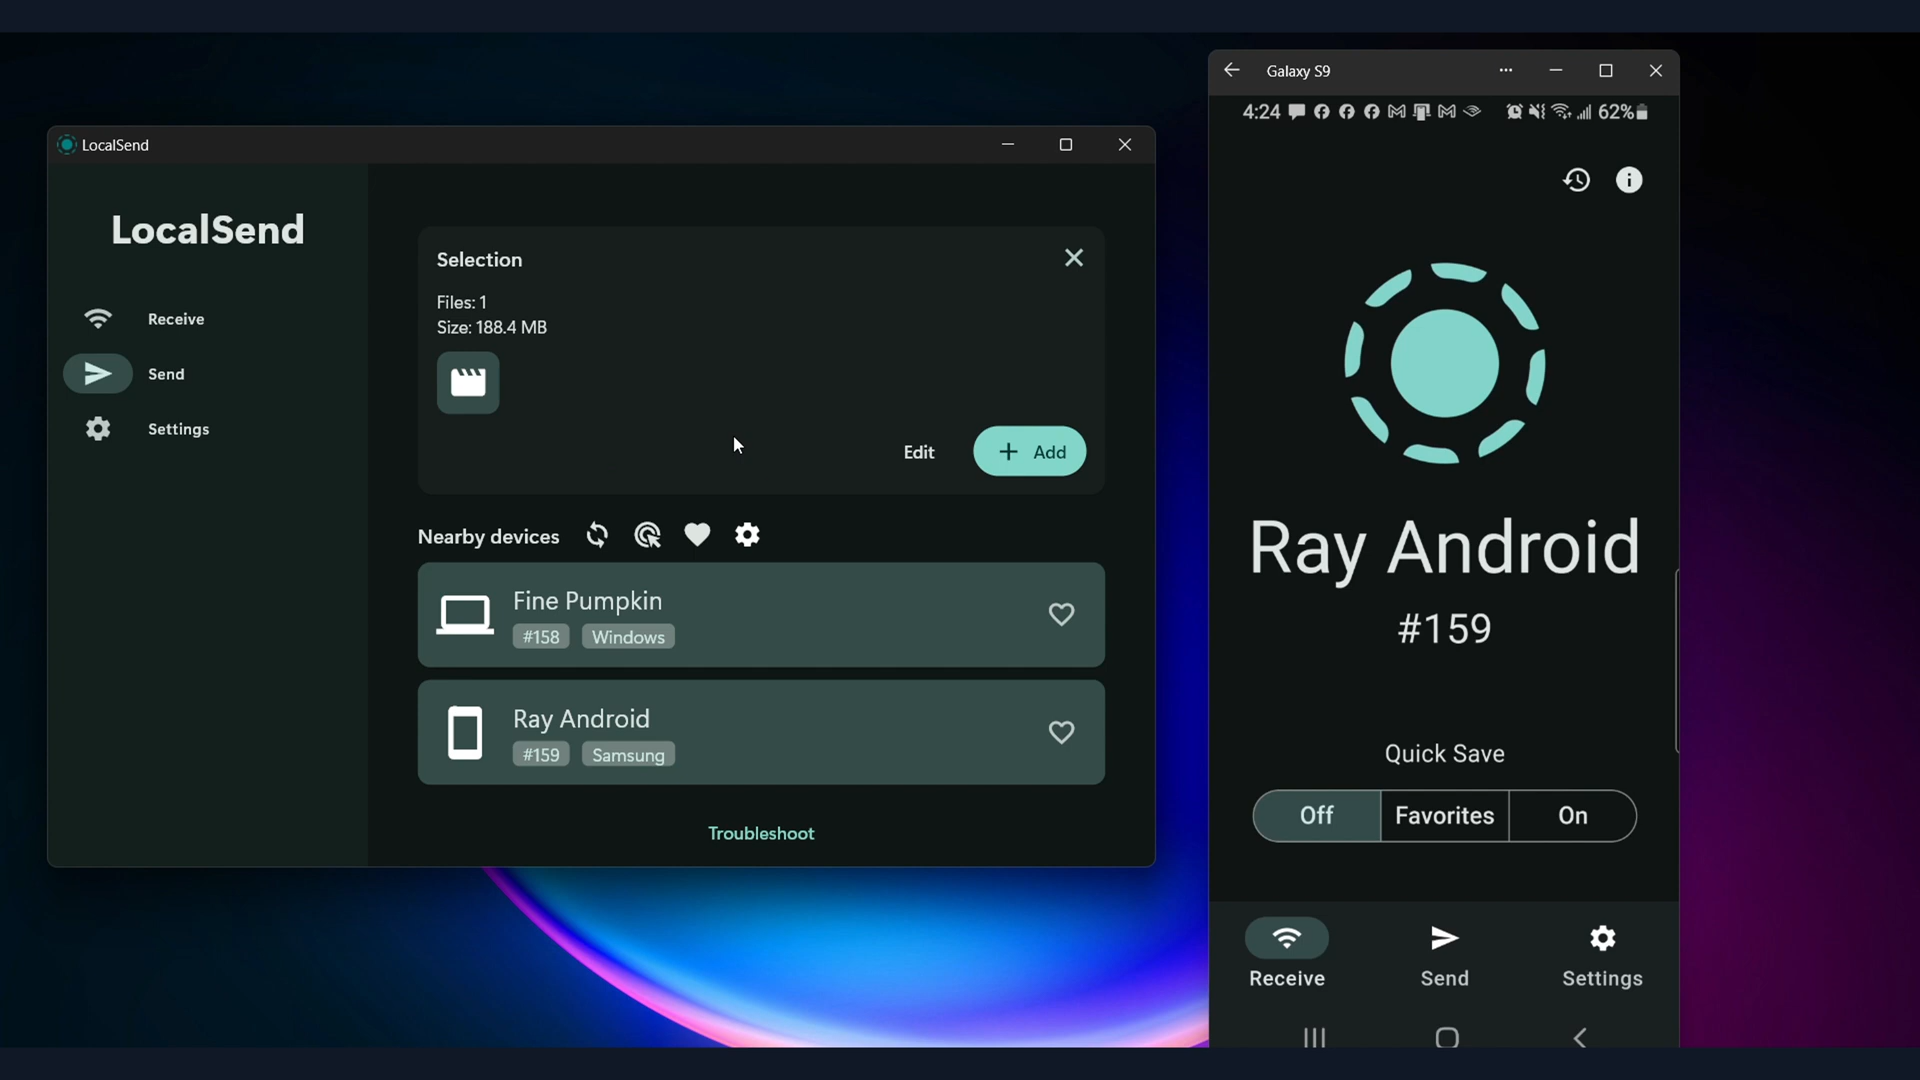 LocalSend
LocalSend
Receive
Send
Settings
Selection
Files: 1
Size: 188.4 MB
Edit
Add
Nearby devices
Fine Pumpkin
#158
Windows
Ray Android
#159
Samsung
Troubleshoot
Galaxy S9
4:24
62%
Ray Android
#159
Quick Save
Off
Favorites
On
Receive
Send
Settings